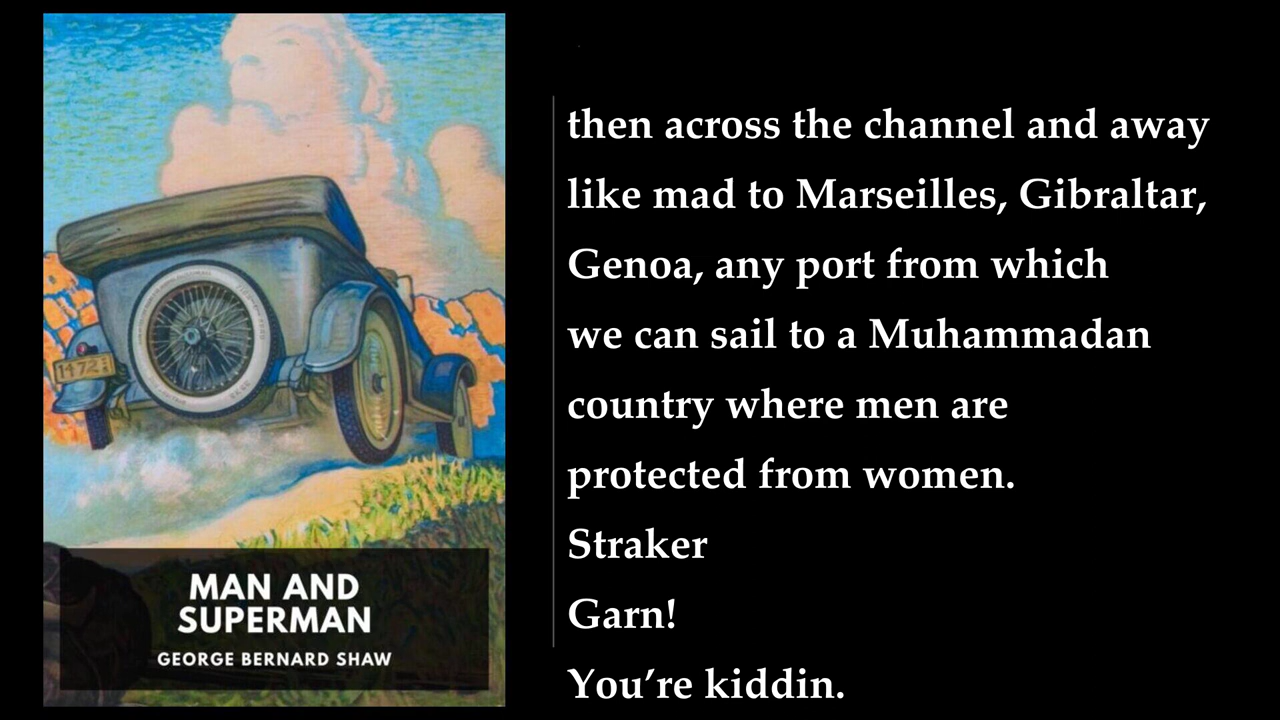 then across the channel and away
like mad to Marseilles, Gibraltar,
Genoa, any port from which
we can sail to a Muhammadan
country where men are
protected from women.
Straker
Garn!
You’re kiddin.
1472
MAN AND
SUPERMAN
GEORGE BERNARD SHAW